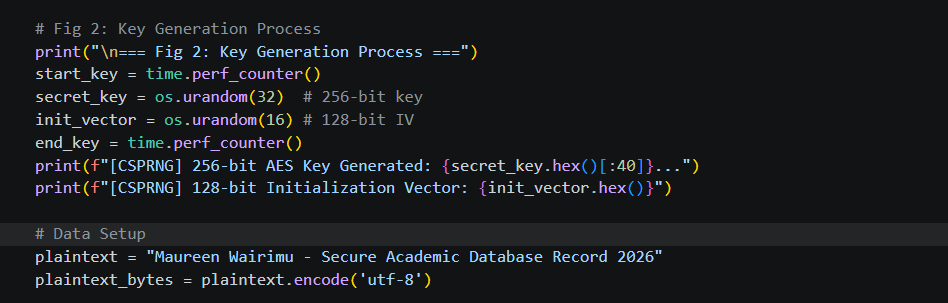 # Fig 2: Key Generation Process
print("\n=== Fig 2: Key Generation Process ===")
start_key = time.perf_counter()
secret_key = os.urandom(32)  # 256-bit key
init_vector = os.urandom(16) # 128-bit IV
end_key = time.perf_counter()
print(f"[CSPRNG] 256-bit AES Key Generated: {secret_key.hex()[:40]}...")
print(f"[CSPRNG] 128-bit Initialization Vector: {init_vector.hex()}")

# Data Setup
plaintext = "Maureen Wairimu - Secure Academic Database Record 2026"
plaintext_bytes = plaintext.encode('utf-8')